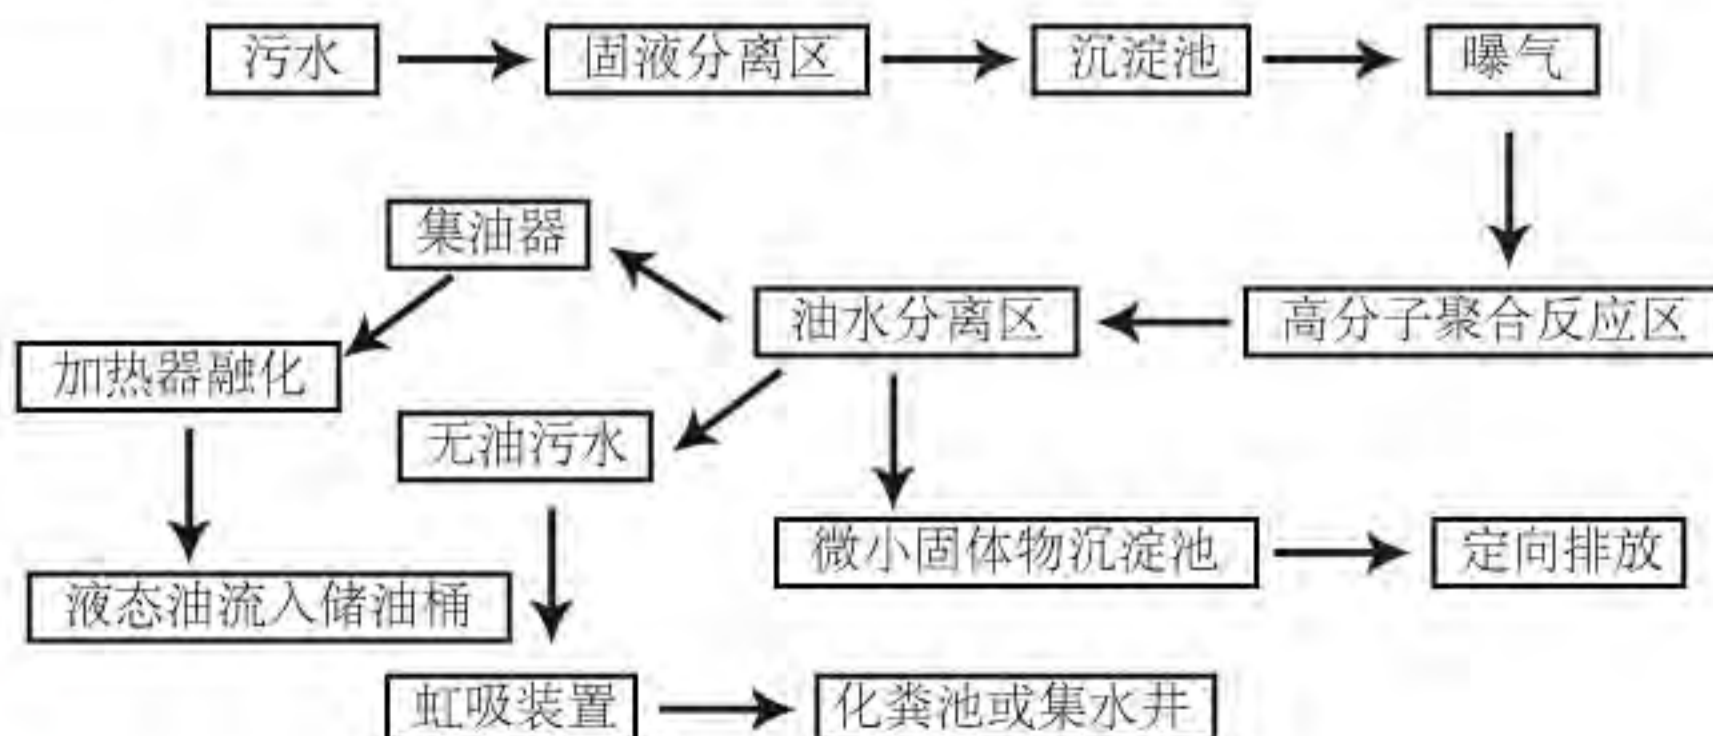 污水
固液分离区
沉淀池
曝气
集油器
油水分离区
高分子聚合反应区
加热器融化
无油污水
微小固体物沉淀池
定向排放
液态油流入储油桶
虹吸装置
化粪池或集水井